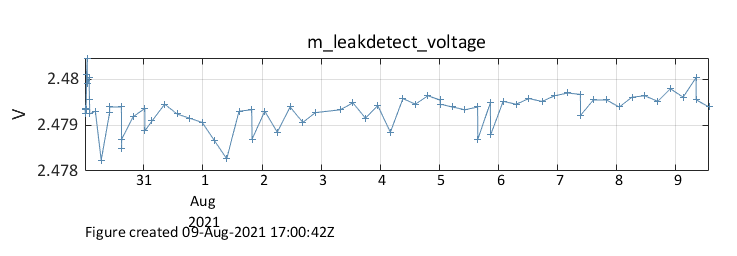 m_leakdetect_voltage
V
2.48
2.479
2.478
31 1 2 3 4 5 6 7 8 9
Aug
2021
Figure created 09-Aug-2021 17:00:42Z